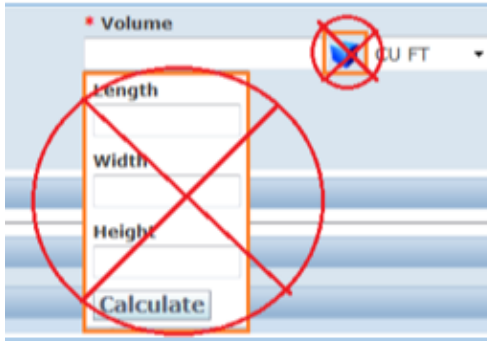 * Volume
CU FT
Length
Width
Height
Calculate